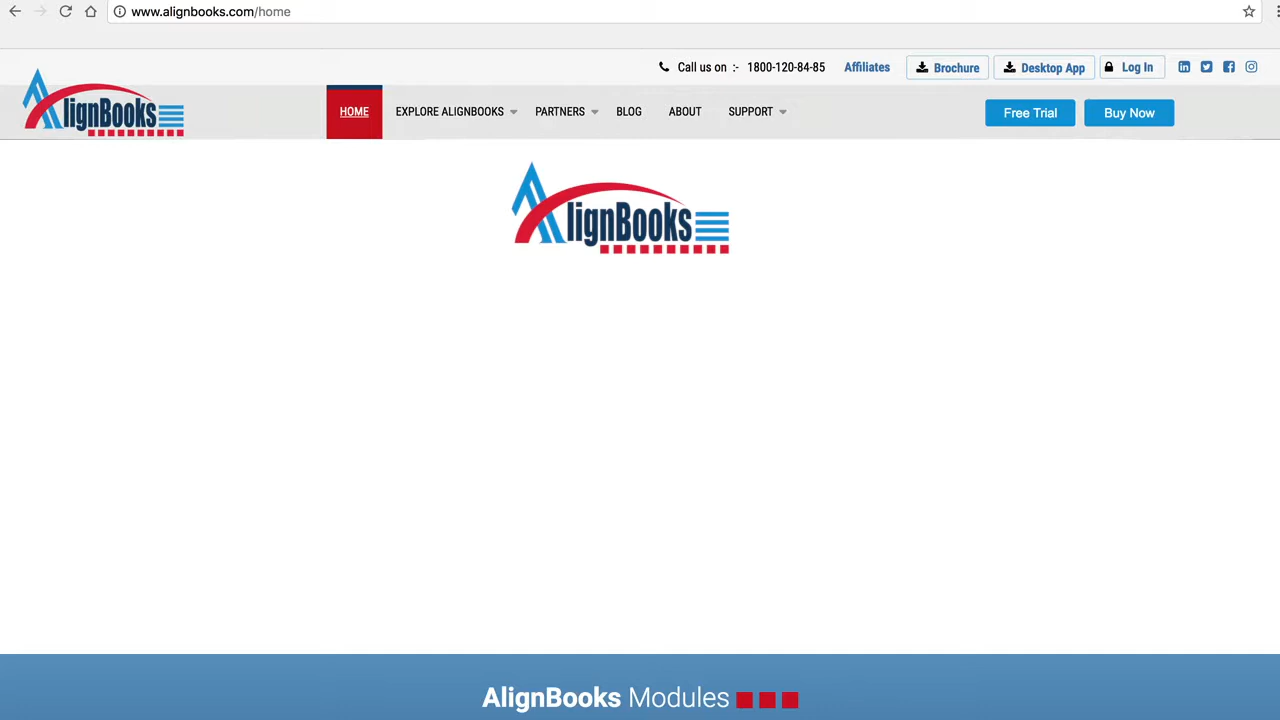 www.alignbooks.com/home
Call us on :- 1800-120-84-85 Affiliates Brochure Desktop App Log In
AlignBooks
HOME EXPLORE ALIGNBOOKS PARTNERS BLOG ABOUT SUPPORT Free Trial Buy Now
AlignBooks
AlignBooks Modules